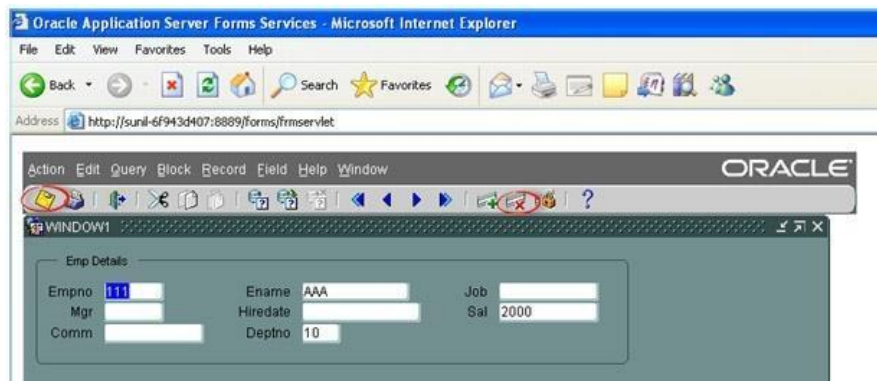 Oracle Application Server Forms Services - Microsoft Internet Explorer
File Edit View Favorites Tools Help
Back Search Favorites
Address http://sunil-6f943d407:8889/forms/frmservlet
Action Edit Query Block Record Field Help Window ORACLE
?
WINDOW1
Emp Details
Empno 111 Ename AAA Job
Mgr Hiredate Sal 2000
Comm Deptno 10